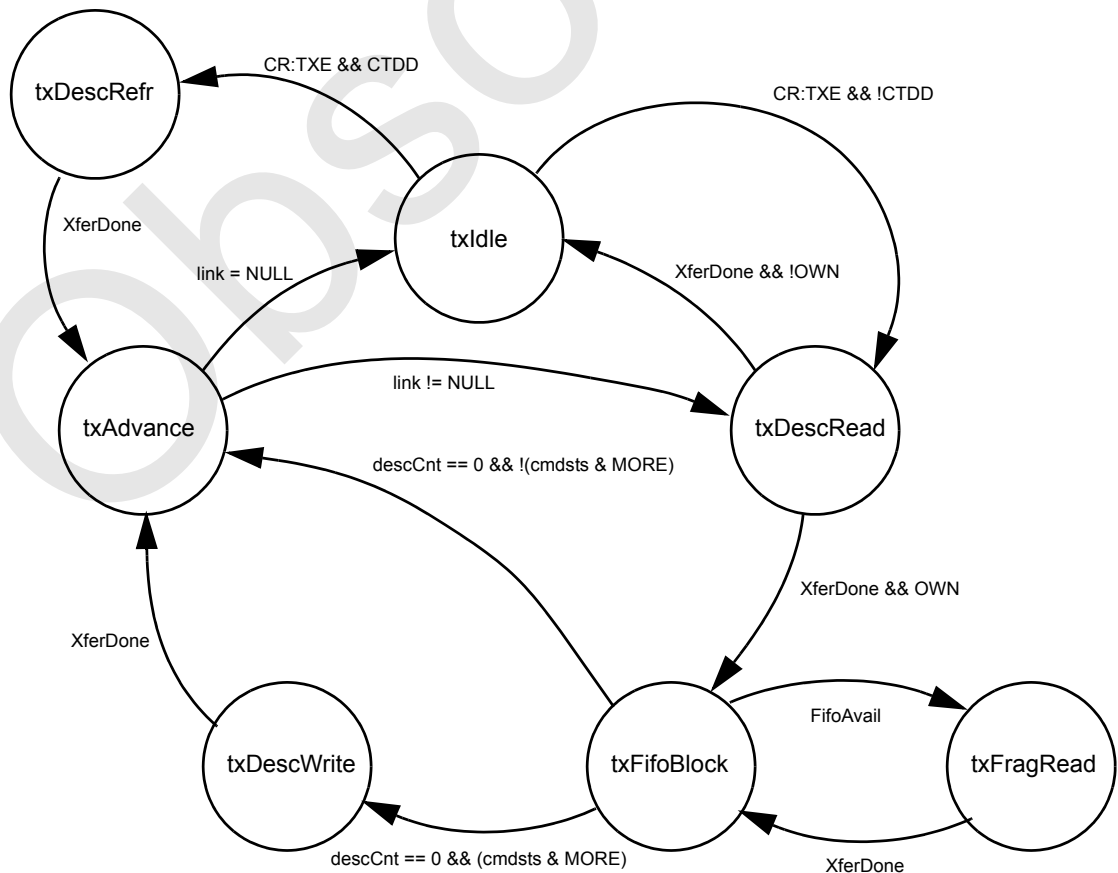 CR:TXE && CTDD
txDescRefr
CR:TXE && !CTDD
XferDone
txIdle
link = NULL
XferDone && !OWN
link != NULL
txAdvance
txDescRead
descCnt == 0 && !(cmdsts & MORE)
XferDone && OWN
XferDone
FifoAvail
txDescWrite
txFifoBlock
txFragRead
descCnt == 0 && (cmdsts & MORE)
XferDone
Obso